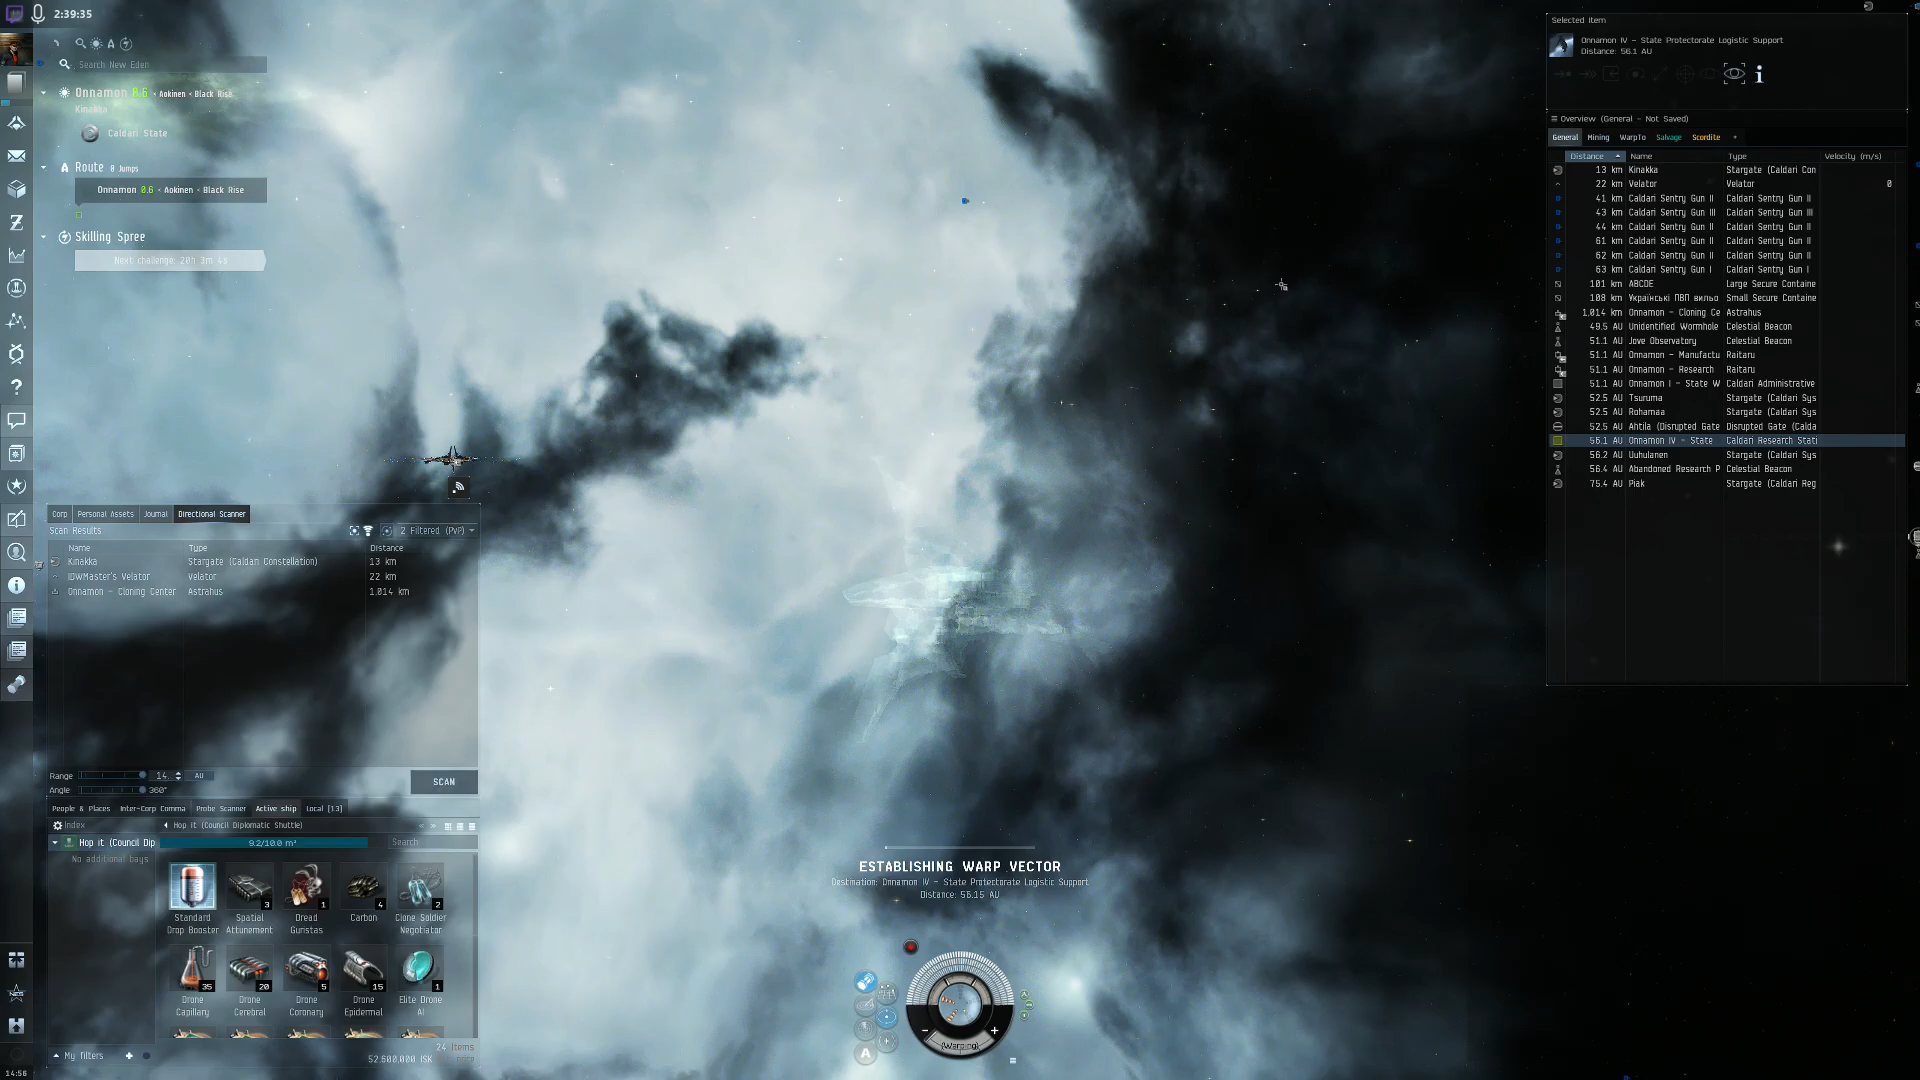 2:39:35
Search New Eden
Onnamon 0.6 ‹ Aokinen ‹ Black Rise
Kinakka
Caldari State
Route 0 Jumps
Onnamon 0.6 ‹ Aokinen ‹ Black Rise
Skilling Spree
Next challenge: 20h 3m 4s
Corp Personal Assets Journal Directional Scanner
Scan Results
2 Filtered (PvP)
Name Type Distance
Kinakka Stargate (Caldari Constellation) 13 km
IDWMaster's Velator Velator 22 km
Onnamon - Cloning Center Astrahus 1,014 km
Range 14. AU
Angle 360°
SCAN
People & Places Inter-Corp Comma Probe Scanner Active ship Local [13]
Index Hop it (Council Diplomatic Shuttle)
Hop it (Council Dip 9.2/10.0 m³ Search
No additional bays
3 1 4 2
Standard Drop Booster
Spatial Attunement
Dread Guristas
Carbon
Clone Soldier Negotiator
35 20 5 15 1
Drone Capillary
Drone Cerebral
Drone Coronary
Drone Epidermal
Elite Drone AI
My filters
24 Items
52,600,000 ISK
14:56
ESTABLISHING WARP VECTOR
Destination: Onnamon IV - State Protectorate Logistic Support
Distance: 56.15 AU
(Warping)
Selected Item
Onnamon IV - State Protectorate Logistic Support
Distance: 56.1 AU
Overview (General - Not Saved)
General Mining WarpTo Salvage Scordite +
Distance Name Type Velocity (m/s)
13 km Kinakka Stargate (Caldari Con
22 km Velator Velator 0
41 km Caldari Sentry Gun II Caldari Sentry Gun II
43 km Caldari Sentry Gun III Caldari Sentry Gun III
44 km Caldari Sentry Gun II Caldari Sentry Gun II
61 km Caldari Sentry Gun II Caldari Sentry Gun II
62 km Caldari Sentry Gun II Caldari Sentry Gun II
63 km Caldari Sentry Gun I Caldari Sentry Gun I
101 km ABCDE Large Secure Containe
108 km Українські ПВП вильо Small Secure Containe
1,014 km Onnamon - Cloning Ce Astrahus
49.5 AU Unidentified Wormhole Celestial Beacon
51.1 AU Jove Observatory Celestial Beacon
51.1 AU Onnamon - Manufactu Raitaru
51.1 AU Onnamon - Research Raitaru
51.1 AU Onnamon I - State W Caldari Administrative
52.5 AU Tsuruma Stargate (Caldari Sys
52.5 AU Rohamaa Stargate (Caldari Sys
52.5 AU Ahtila (Disrupted Gate Disrupted Gate (Calda
56.1 AU Onnamon IV - State Caldari Research Stati
56.2 AU Uuhulanen Stargate (Caldari Sys
56.4 AU Abandoned Research P Celestial Beacon
75.4 AU Piak Stargate (Caldari Reg